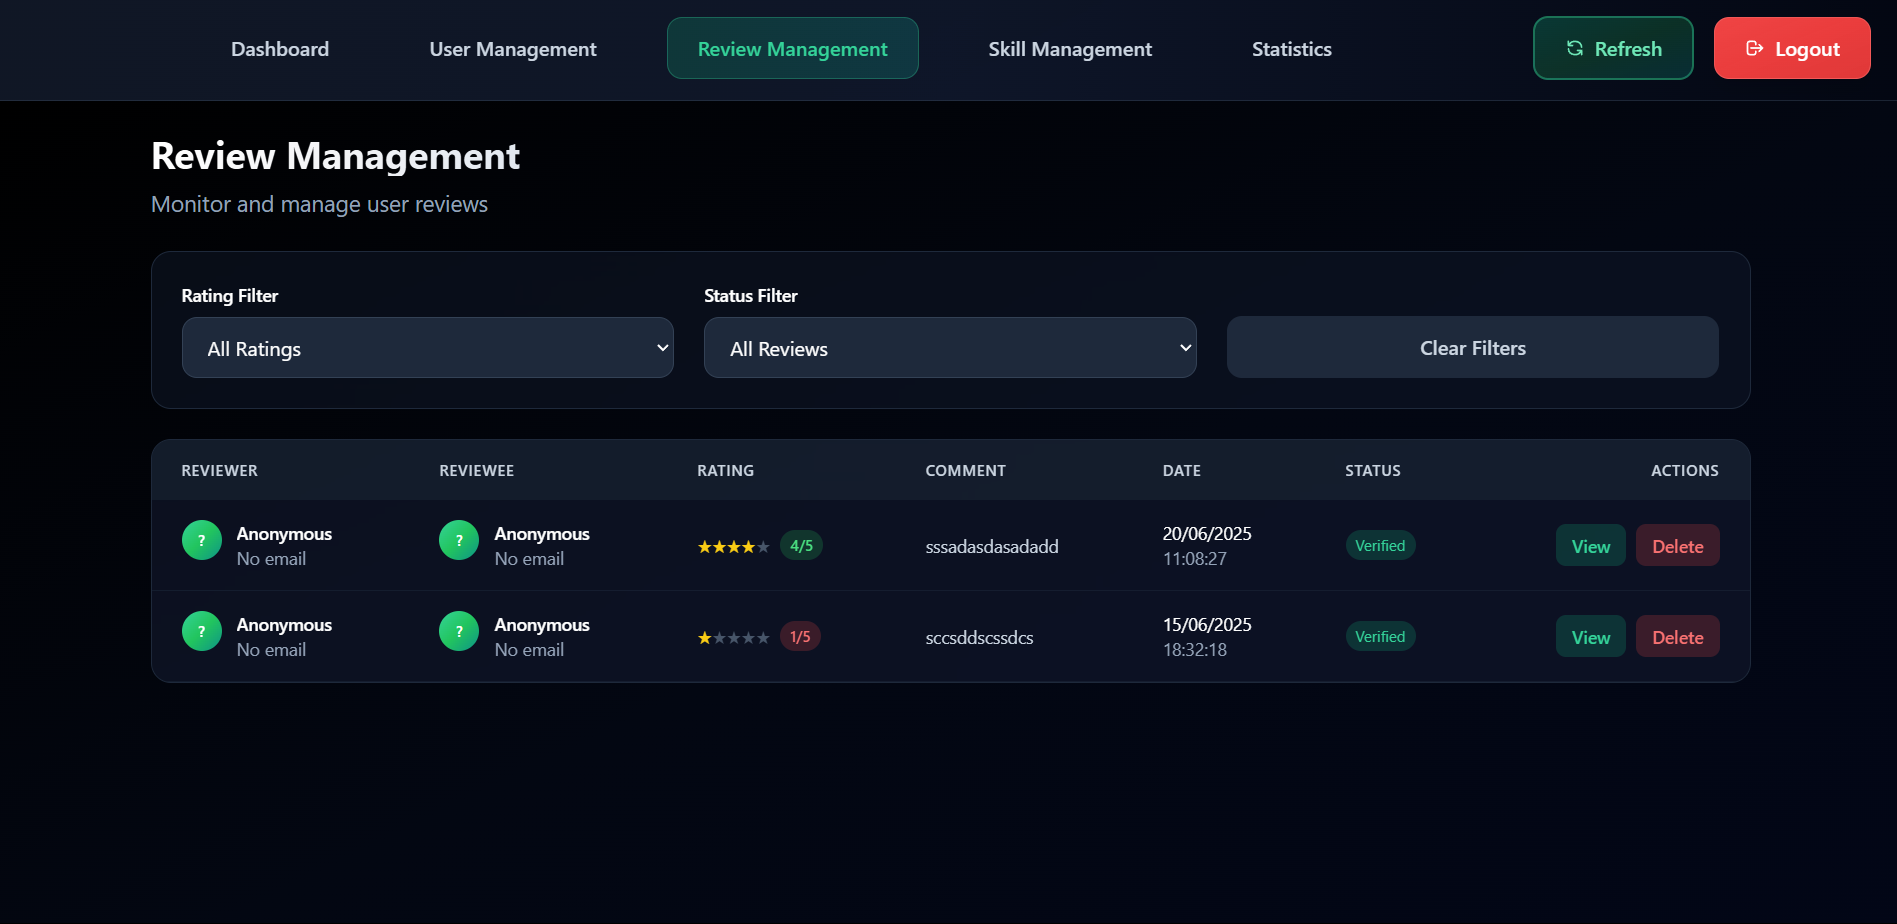 Dashboard User Management Review Management Skill Management Statistics Refresh Logout
Review Management
Monitor and manage user reviews
Rating Filter Status Filter
All Ratings All Reviews Clear Filters
REVIEWER REVIEWEE RATING COMMENT DATE STATUS ACTIONS
? Anonymous ? Anonymous ★★★★★ 4/5 sssadasdasadadd 20/06/2025 Verified View Delete
No email No email 11:08:27
? Anonymous ? Anonymous ★★★★★ 1/5 sccsddscssdcs 15/06/2025 Verified View Delete
No email No email 18:32:18